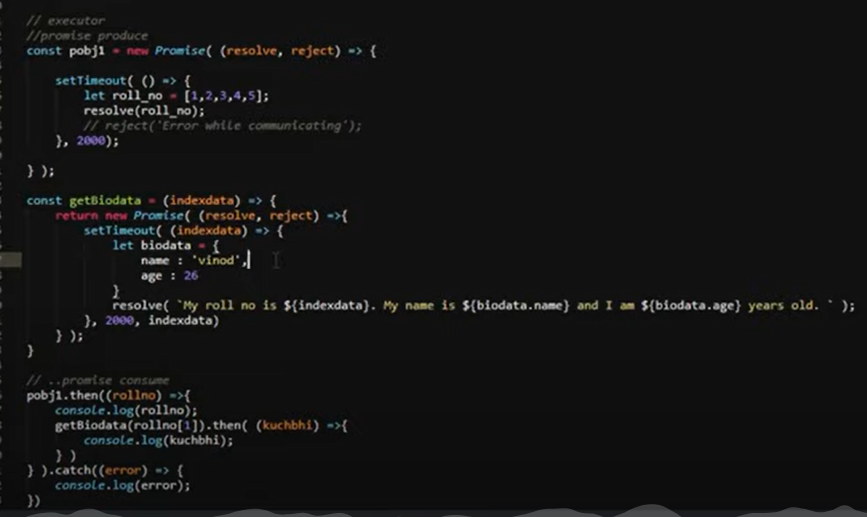 // executor
//promise produce
const pobj1 = new Promise( (resolve, reject) => {
setTimeout( () => {
let roll_no = [1,2,3,4,5];
resolve(roll_no);
// reject('Error while communicating');
}, 2000);
} );
const getBiodata = (indexdata) => {
return new Promise( (resolve, reject) =>{
setTimeout( (indexdata) => {
let biodata = {
name : 'vinod',
age : 26
}
resolve( `My roll no is ${indexdata}. My name is ${biodata.name} and I am ${biodata.age} years old. ` );
}, 2000, indexdata)
} );
}
// ..promise consume
pobj1.then((rollno) =>{
console.log(rollno);
getBiodata(rollno[1]).then( (kuchbhi) =>{
console.log(kuchbhi);
} )
} ).catch((error) => {
console.log(error);
})